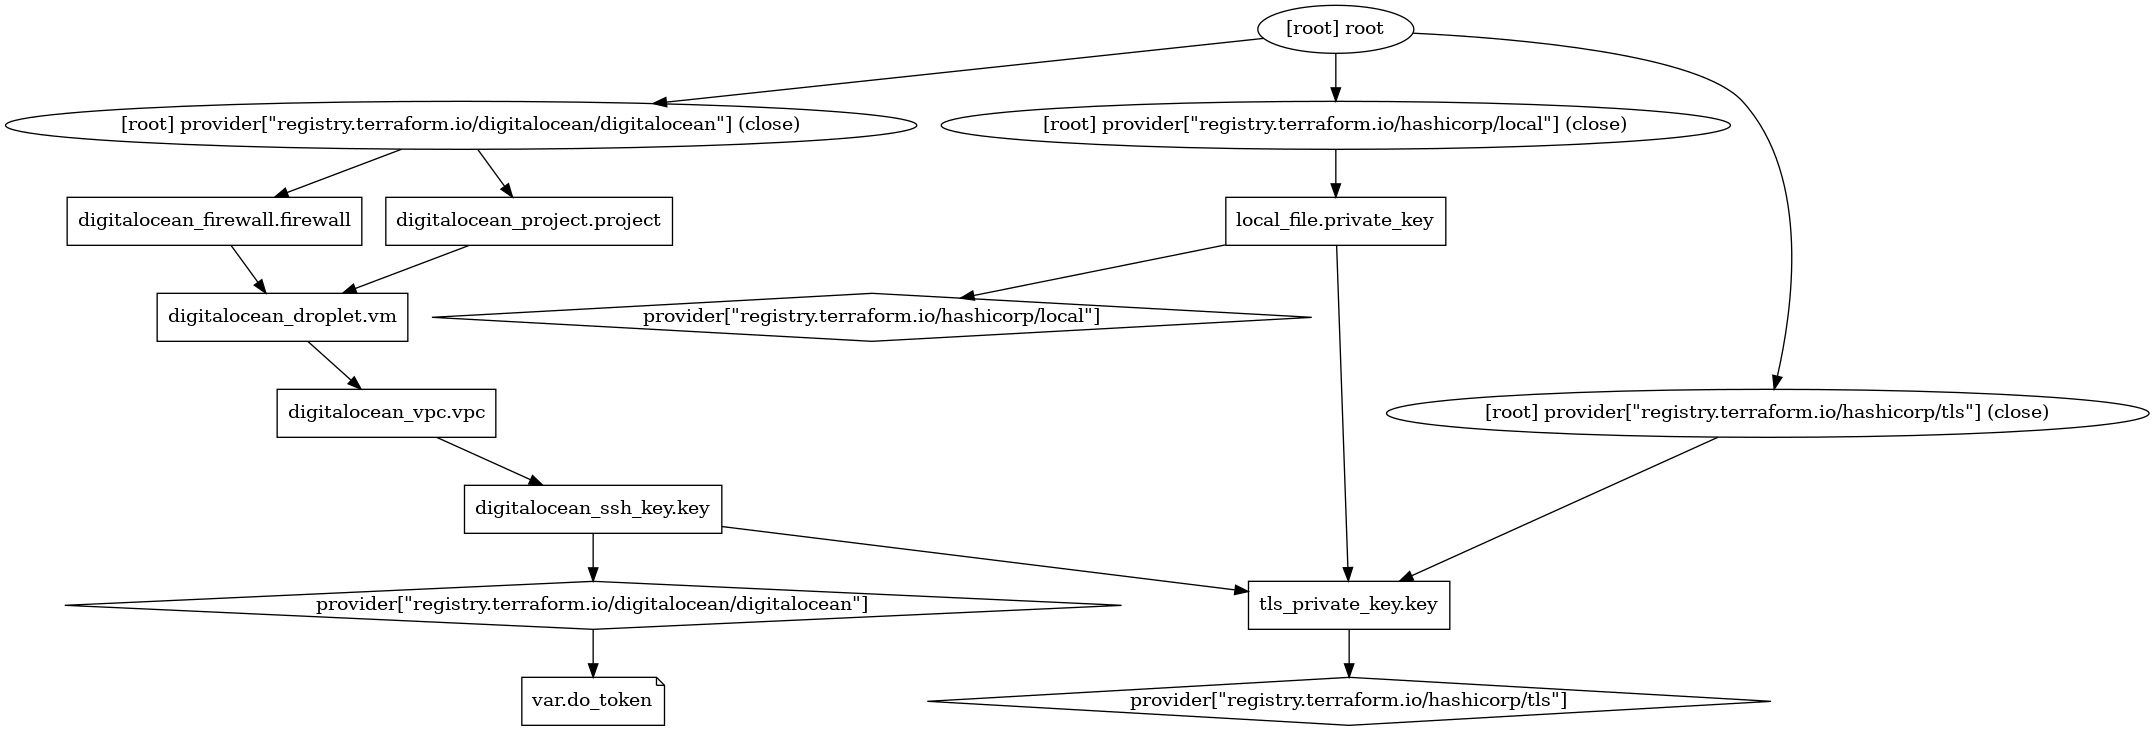 [root] root
[root] provider[\"registry.terraform.io/digitalocean/digitalocean\"] (close)
[root] provider[\"registry.terraform.io/hashicorp/local\"] (close)
digitalocean_firewall.firewall
digitalocean_project.project
local_file.private_key
digitalocean_droplet.vm
provider[\"registry.terraform.io/hashicorp/local\"]
digitalocean_vpc.vpc
[root] provider[\"registry.terraform.io/hashicorp/tls\"] (close)
digitalocean_ssh_key.key
provider[\"registry.terraform.io/digitalocean/digitalocean\"]
tls_private_key.key
var.do_token
provider[\"registry.terraform.io/hashicorp/tls\"]